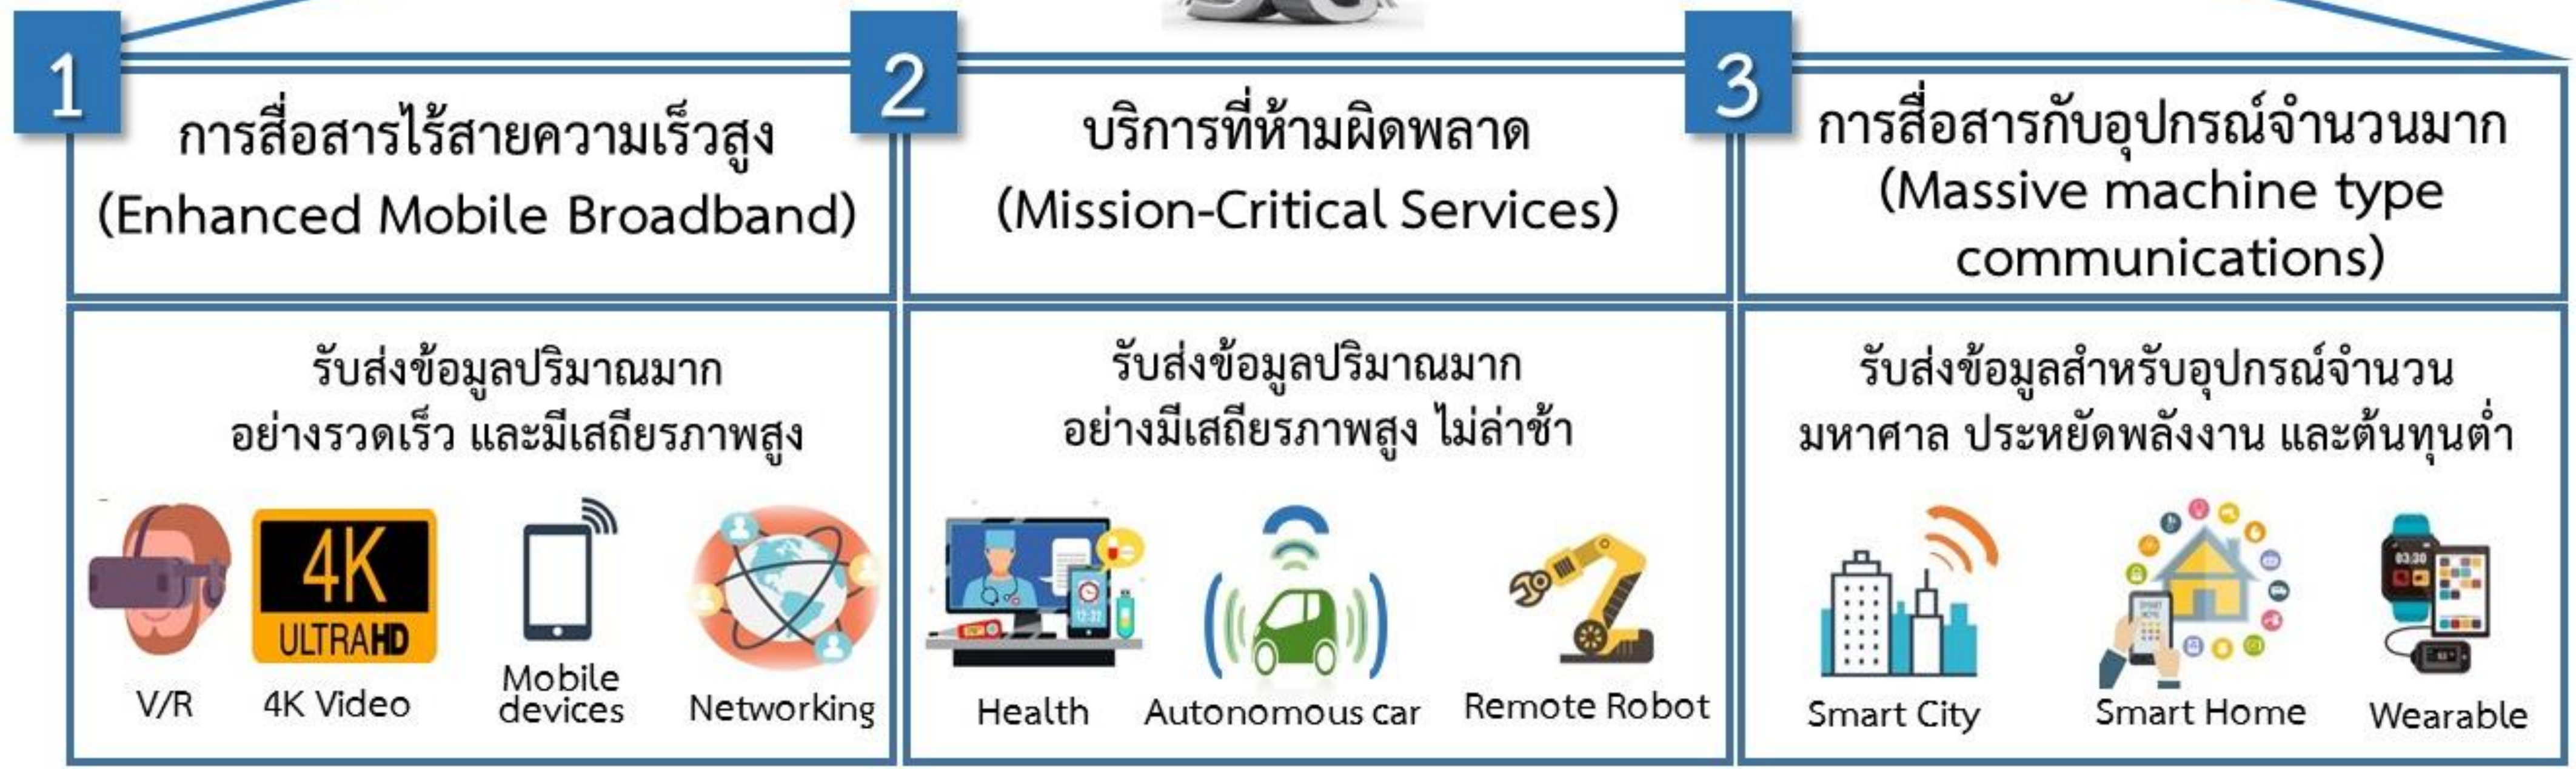 1
การสื่อสารไร้สายความเร็วสูง
(Enhanced Mobile Broadband)
รับส่งข้อมูลปริมาณมาก
อย่างรวดเร็ว และมีเสถียรภาพสูง
4K
ULTRAHD
V/R
4K Video
Mobile
devices
Networking
2
บริการที่ห้ามผิดพลาด
(Mission-Critical Services)
รับส่งข้อมูลปริมาณมาก
อย่างมีเสถียรภาพสูง ไม่ล่าช้า
12:32
Health
Autonomous car
Remote Robot
3
การสื่อสารกับอุปกรณ์จำนวนมาก
(Massive machine type
communications)
รับส่งข้อมูลสำหรับอุปกรณ์จำนวน
มหาศาล ประหยัดพลังงาน และต้นทุนต่ำ
03:30
Smart City
Smart Home
Wearable